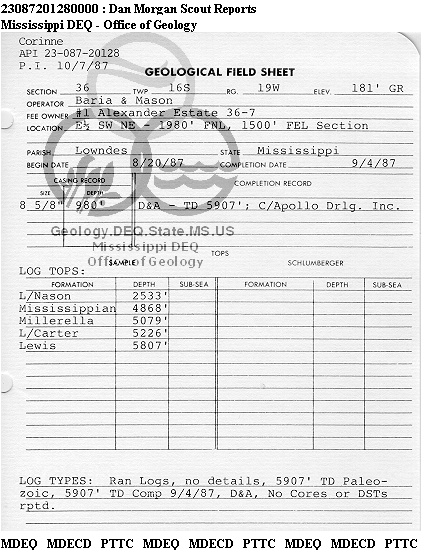 23087201280000 : Dan Morgan Scout Reports
Mississippi DEQ - Office of Geology
Corinne
API 23-087-20128
P.I. 10/7/87
GEOLOGICAL FIELD SHEET
SECTION 36 TWP 16S RG. 19W ELEV. 181' GR
OPERATOR Baria & Mason
FEE OWNER #1 Alexander Estate 36-7
LOCATION E½ SW NE - 1980' FNL, 1500' FEL Section
PARISH Lowndes STATE Mississippi
BEGIN DATE 8/20/87 COMPLETION DATE 9/4/87
CASING RECORD COMPLETION RECORD
SIZE DEPTH
8 5/8" 980' D&A - TD 5907'; C/Apollo Drlg. Inc.
Geology.DEQ.State.MS.US
Mississippi DEQ
Office of Geology
TOPS
SAMPLE SCHLUMBERGER
LOG TOPS:
FORMATION DEPTH SUB-SEA FORMATION DEPTH SUB-SEA
L/Nason 2533'
Mississippian 4868'
Millerella 5079'
L/Carter 5226'
Lewis 5807'
LOG TYPES: Ran Logs, no details, 5907' TD Paleo-
zoic, 5907' TD Comp 9/4/87, D&A, No Cores or DSTs
rptd.
MDEQ MDECD PTTC MDEQ MDECD PTTC MDEQ MDECD PTTC